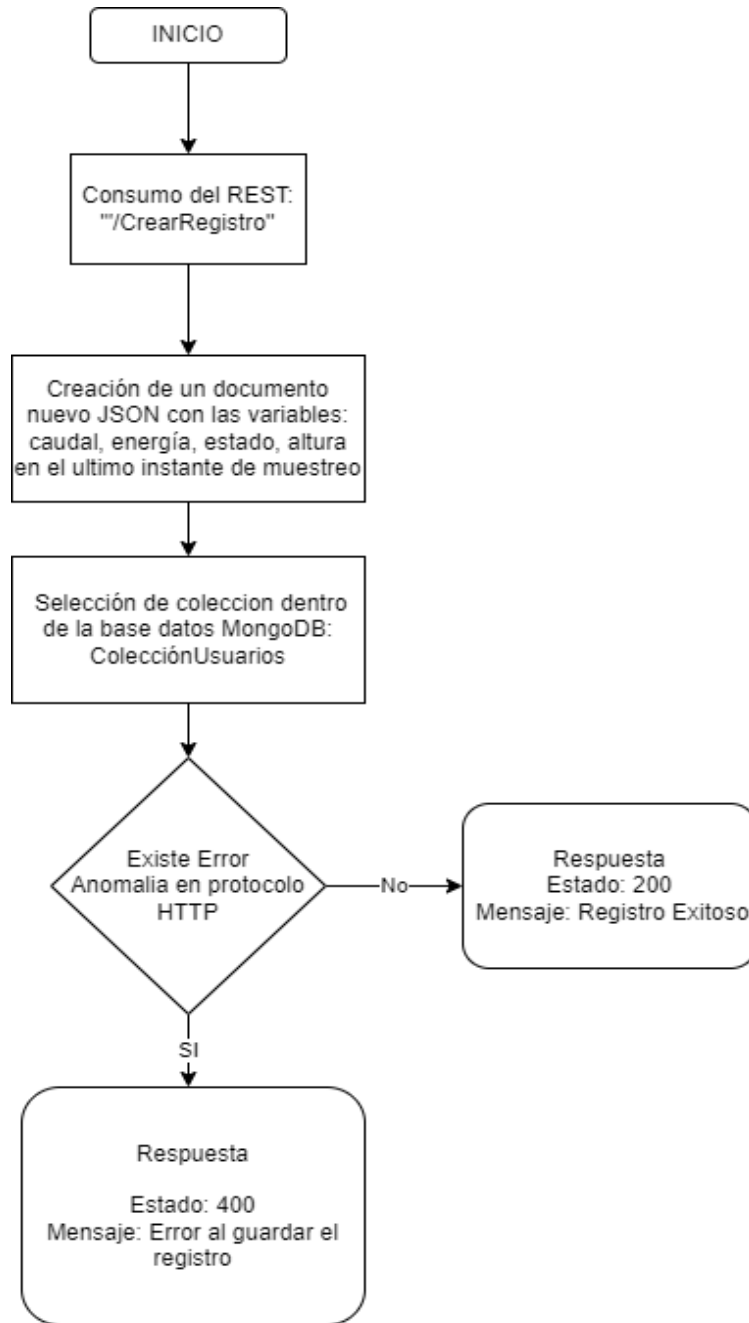 INICIO
Consumo del REST:
"'/CrearRegistro"
Creación de un documento
nuevo JSON con las variables:
caudal, energía, estado, altura
en el ultimo instante de muestreo
Selección de coleccion dentro
de la base datos MongoDB:
ColecciónUsuarios
Existe Error
Anomalia en protocolo
HTTP
No
Respuesta
Estado: 200
Mensaje: Registro Exitoso
SI
Respuesta
Estado: 400
Mensaje: Error al guardar el
registro